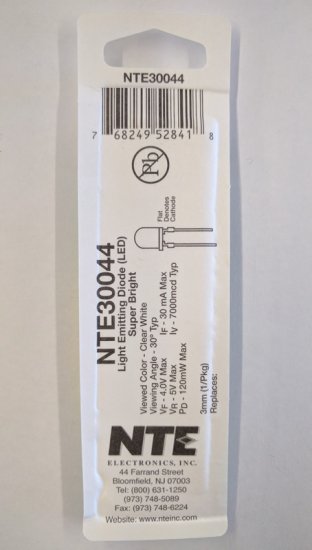 NTE30044
7 68249 52841 8
Pb
Flat
Denotes
Cathode
NTE30044
Light Emitting Diode (LED)
Super Bright
Viewed Color - Clear White
Viewing Angle - 30° Typ
VF - 4.0V Max
IF - 30 mA Max
VR - 5V Max
IV - 7000mcd Typ
PD - 120mW Max
3mm (1/Pkg)
Replaces:
NTE
ELECTRONICS, INC.
44 Farrand Street
Bloomfield, NJ 07003
Tel: (800) 631-1250
(973) 748-5089
Fax: (973) 748-6224
Website: www.nteinc.com